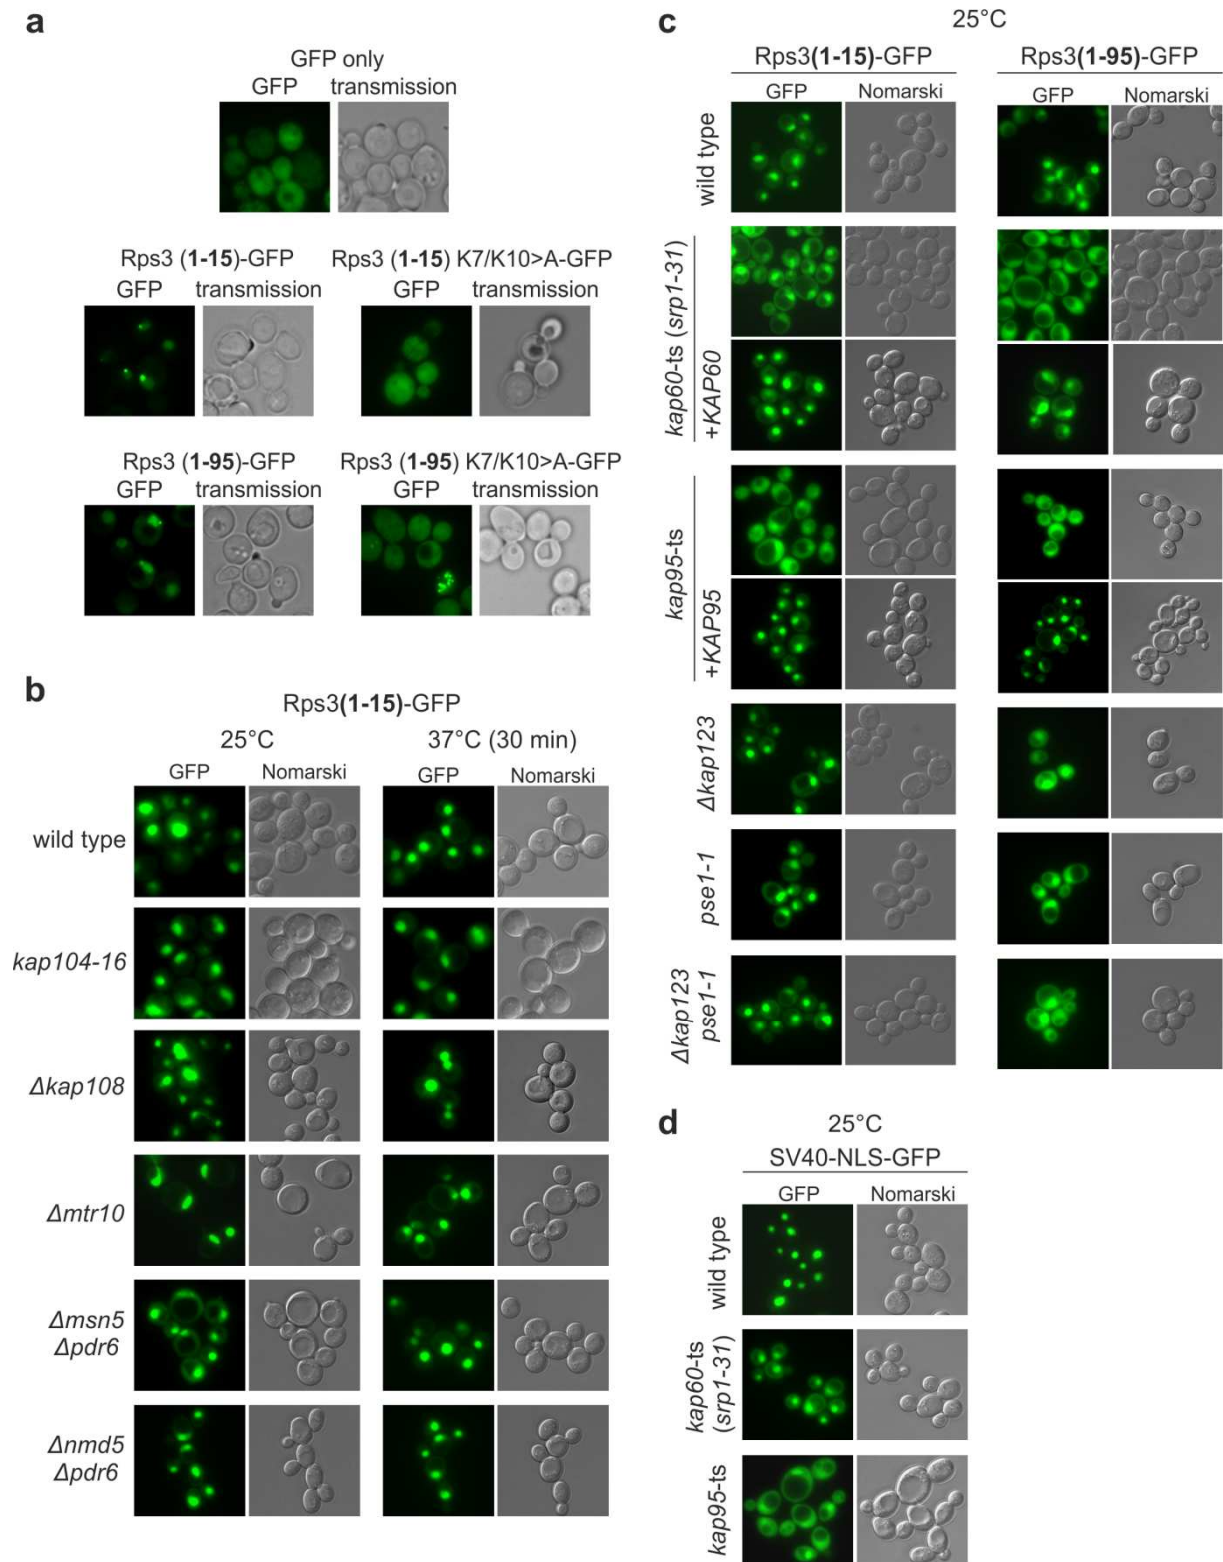 a
GFP only
GFP transmission
Rps3 (1-15)-GFP Rps3 (1-15) K7/K10>A-GFP
GFP transmission GFP transmission
Rps3 (1-95)-GFP Rps3 (1-95) K7/K10>A-GFP
GFP transmission GFP transmission
b
Rps3(1-15)-GFP
25°C 37°C (30 min)
GFP Nomarski GFP Nomarski
wild type
kap104-16
Δkap108
Δmtr10
Δmsn5
Δpdr6
Δnmd5
Δpdr6
c
25°C
Rps3(1-15)-GFP Rps3(1-95)-GFP
GFP Nomarski GFP Nomarski
wild type
kap60-ts (srp1-31)
+KAP60
kap95-ts
+KAP95
Δkap123
pse1-1
Δkap123
pse1-1
d
25°C
SV40-NLS-GFP
GFP Nomarski
wild type
kap60-ts
(srp1-31)
kap95-ts